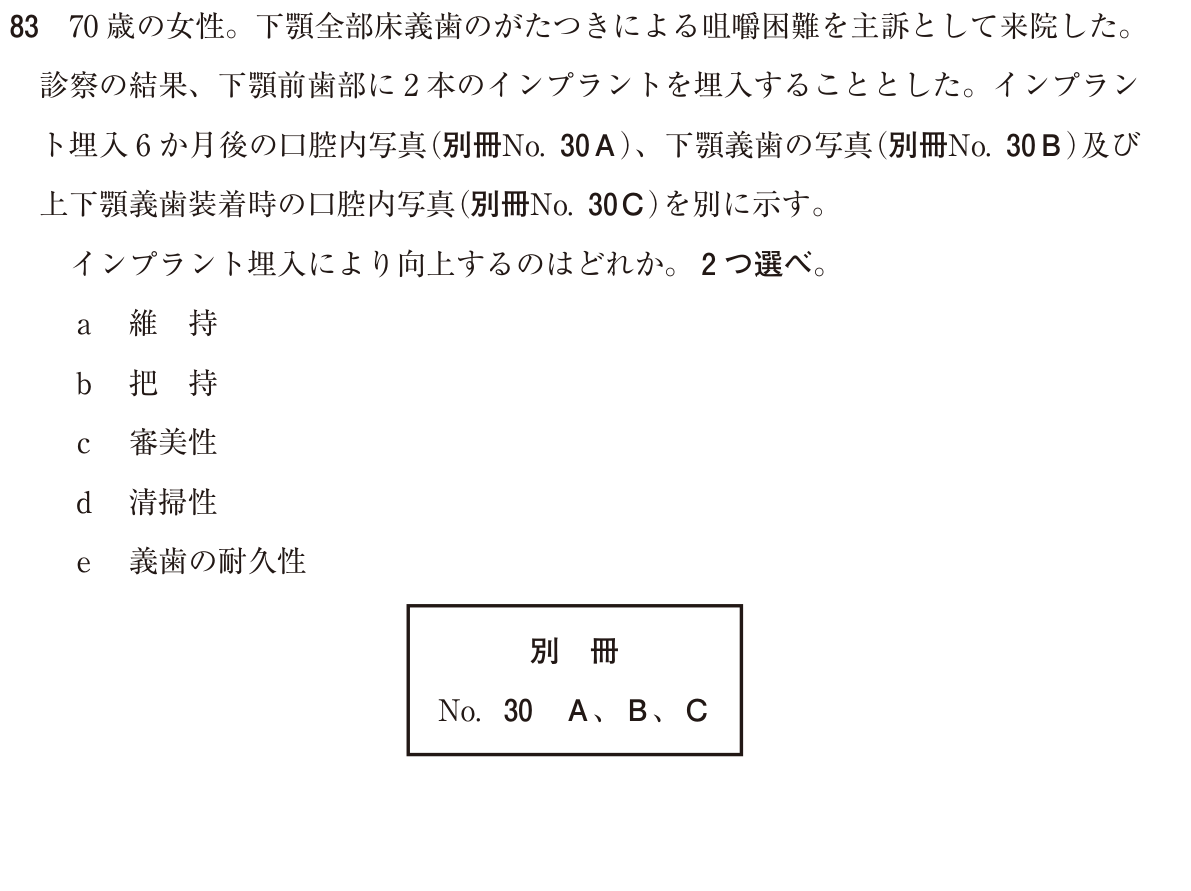 83 70歳の女性。下顎全部床義歯のがたつきによる咀嚼困難を主訴として来院した。
診察の結果、下顎前歯部に2本のインプラントを埋入することとした。インプラン
ト埋入6か月後の口腔内写真(別冊No. 30A)、下顎義歯の写真(別冊No. 30B)及び
上下顎義歯装着時の口腔内写真(別冊No. 30C)を別に示す。
インプラント埋入により向上するのはどれか。2つ選べ。
a 維 持
b 把 持
c 審美性
d 清掃性
e 義歯の耐久性
別 冊
No. 30 A、B、C